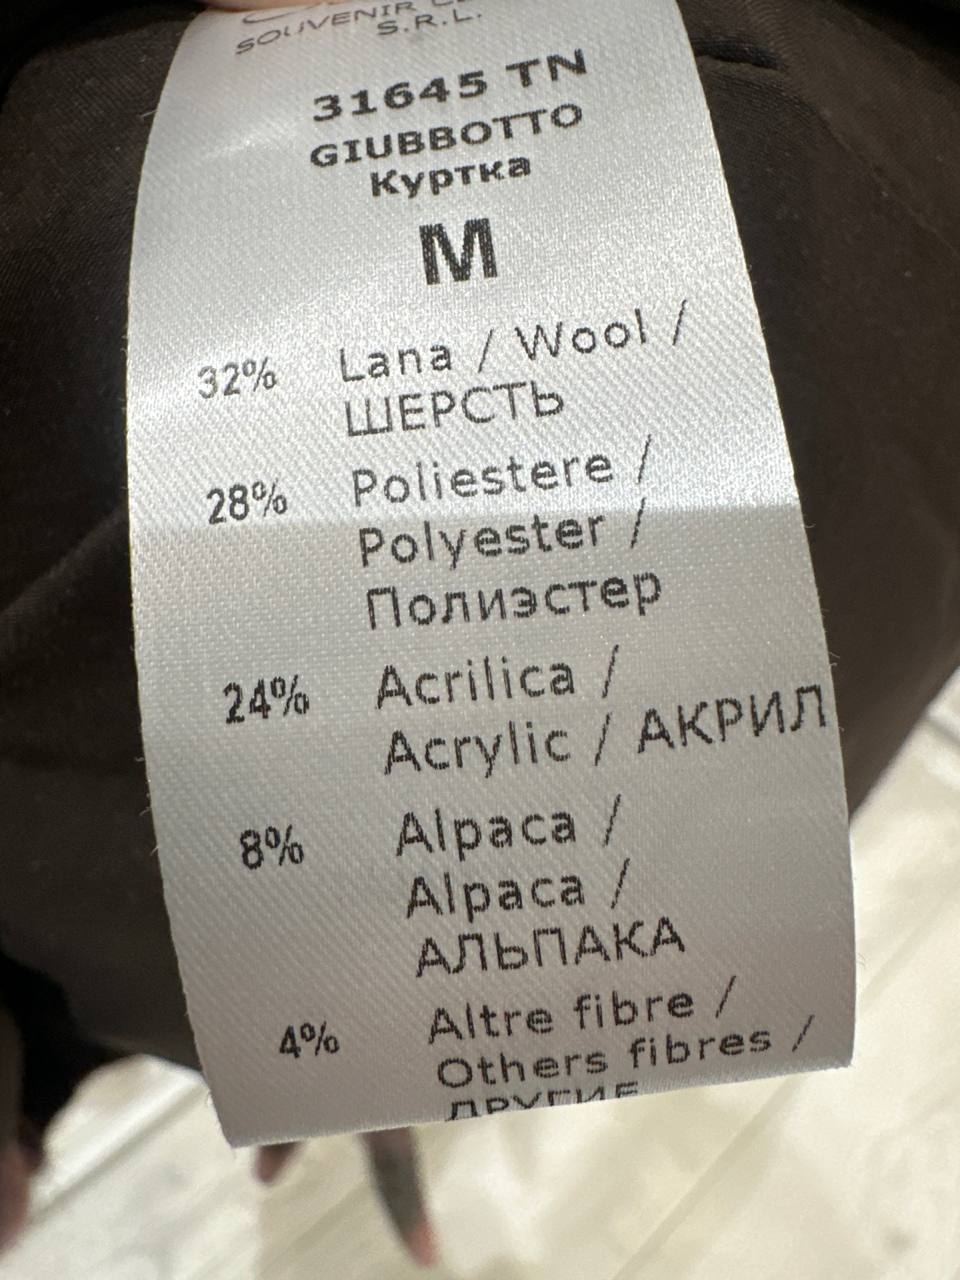 SOUVENIR
S.R.L.
31645 TN
GIUBBOTTO
Куртка
M
32% Lana / Wool /
ШЕРСТЬ
28% Poliestere /
Polyester /
Полиэстер
24% Acrilica /
Acrylic / АКРИЛ
8% Alpaca /
Alpaca /
АЛЬПАКА
4% Altre fibre /
Others fibres /
ДРУГИЕ